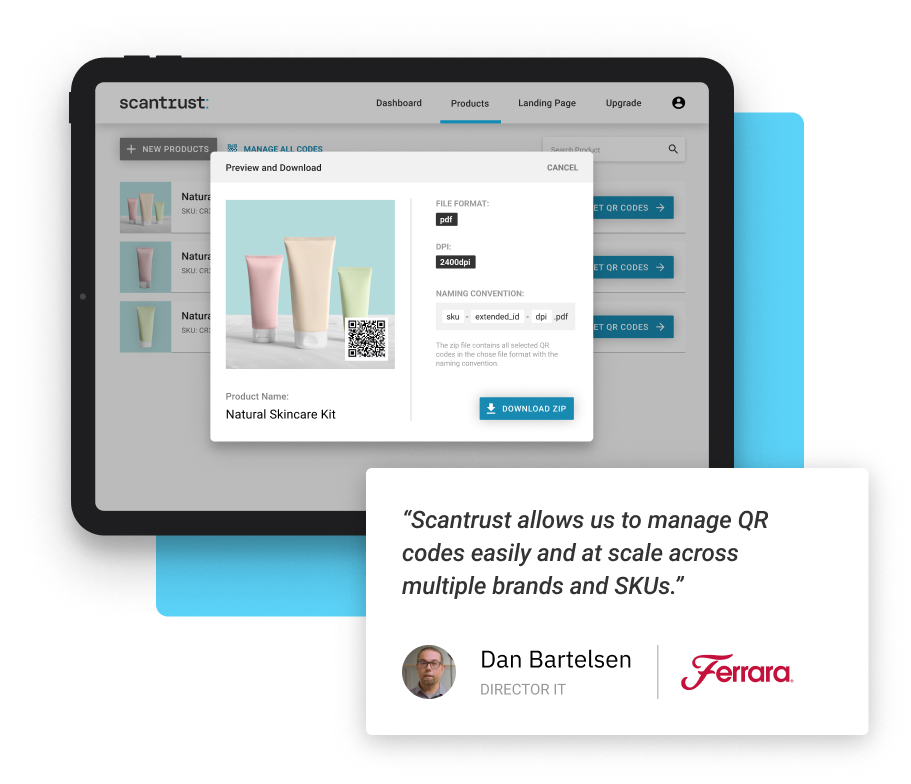 scantrust:
Dashboard
Products
Landing Page
Upgrade
+ NEW PRODUCTS
MANAGE ALL CODES
Search Product
Preview and Download
CANCEL
Natura
SKU: CR
ET QR CODES →
Natura
SKU: CR
ET QR CODES →
Natura
SKU: CR
ET QR CODES →
FILE FORMAT:
pdf
DPI:
2400dpi
NAMING CONVENTION:
sku - extended_id - dpi .pdf
The zip file contains all selected QR
codes in the chose file format with the
naming convention.
Product Name:
Natural Skincare Kit
DOWNLOAD ZIP
“Scantrust allows us to manage QR
codes easily and at scale across
multiple brands and SKUs.”
Dan Bartelsen
DIRECTOR IT
Ferrara®